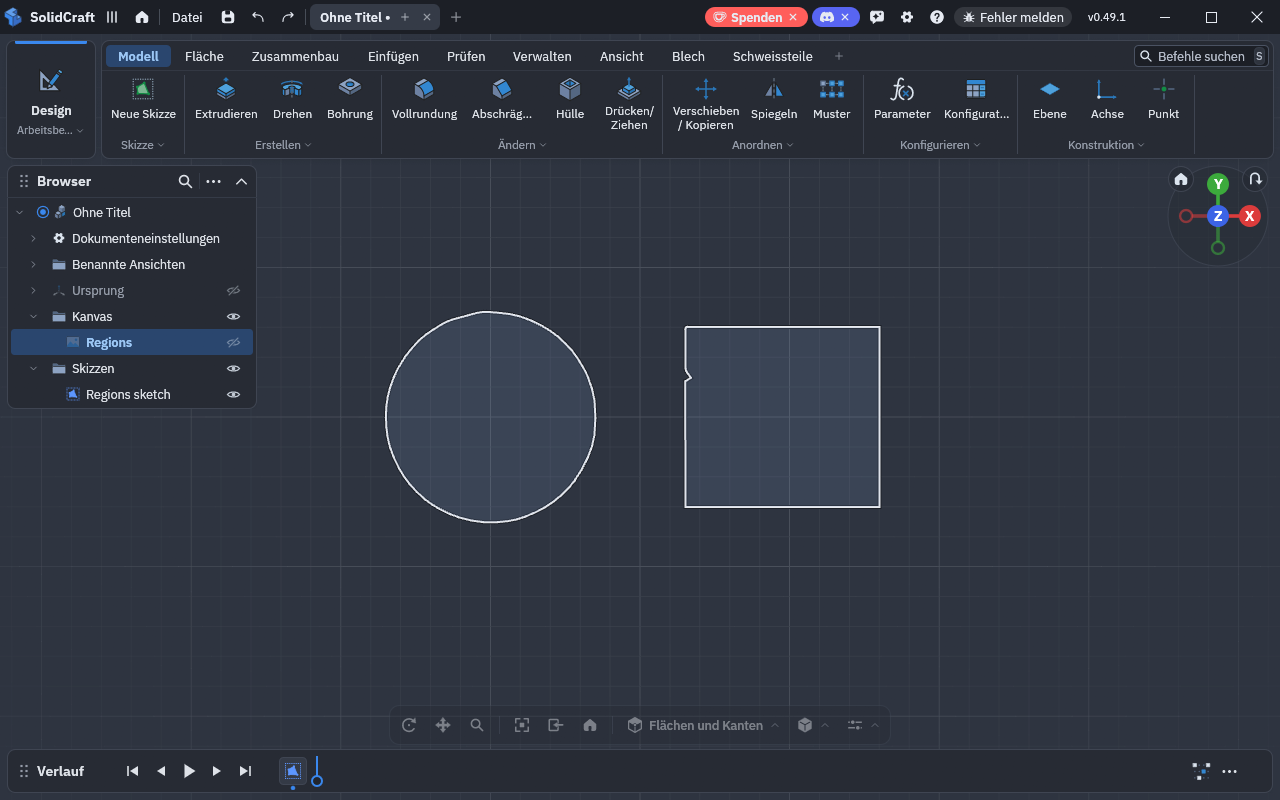 SolidCraft
Datei
Ohne Titel •
Spenden
Fehler melden
v0.49.1
Design
Arbeitsbe...
Modell
Fläche
Zusammenbau
Einfügen
Prüfen
Verwalten
Ansicht
Blech
Schweissteile
Befehle suchen
S
Neue Skizze
Extrudieren
Drehen
Bohrung
Vollrundung
Abschräg...
Hülle
Drücken/
Ziehen
Verschieben
/ Kopieren
Spiegeln
Muster
Parameter
Konfigurat...
Ebene
Achse
Punkt
Skizze
Erstellen
Ändern
Anordnen
Konfigurieren
Konstruktion
Browser
Ohne Titel
Dokumenteneinstellungen
Benannte Ansichten
Ursprung
Kanvas
Regions
Skizzen
Regions sketch
Y
Z
X
Flächen und Kanten
Verlauf